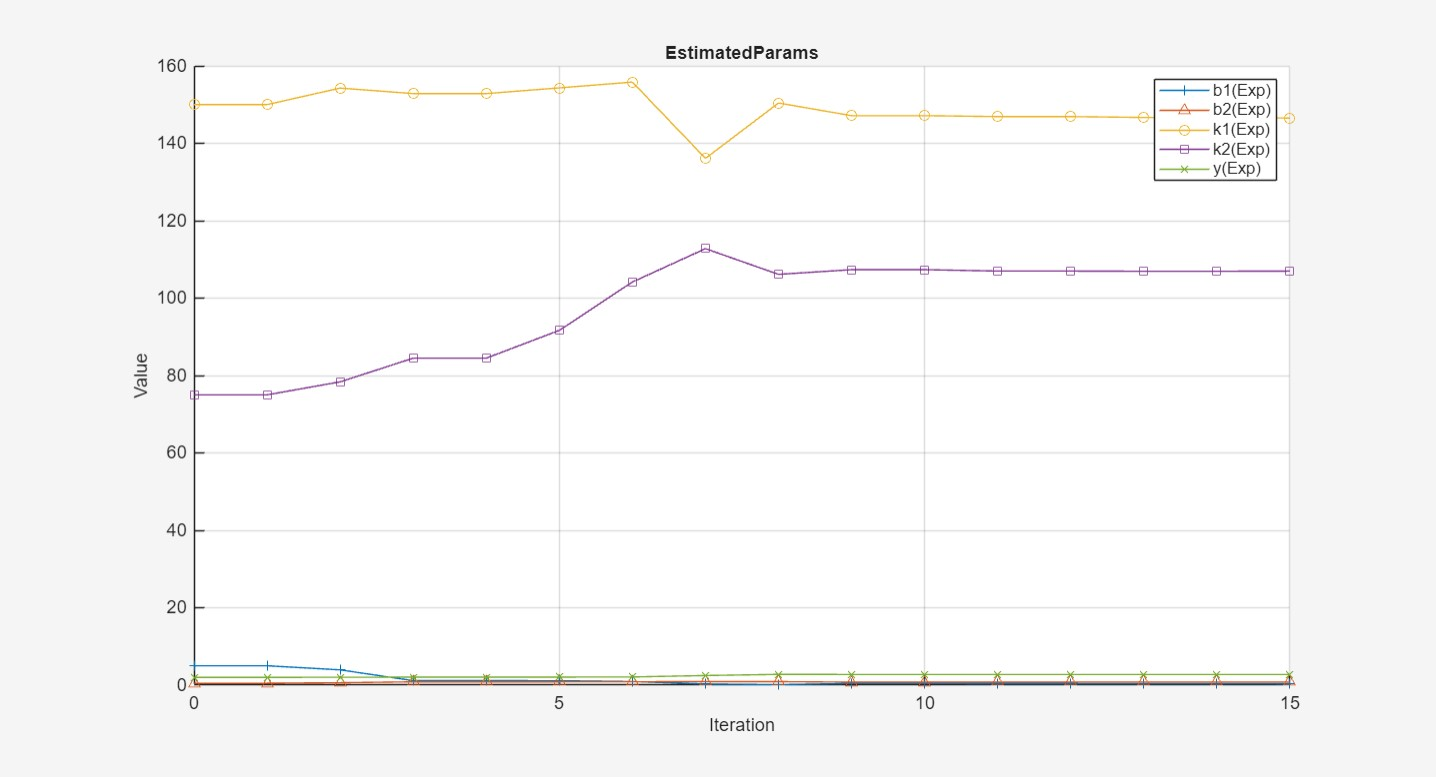 EstimatedParams
160
140
120
100
80
60
40
20
0
Value
b1(Exp)
b2(Exp)
k1(Exp)
k2(Exp)
y(Exp)
0 5 10 15
Iteration